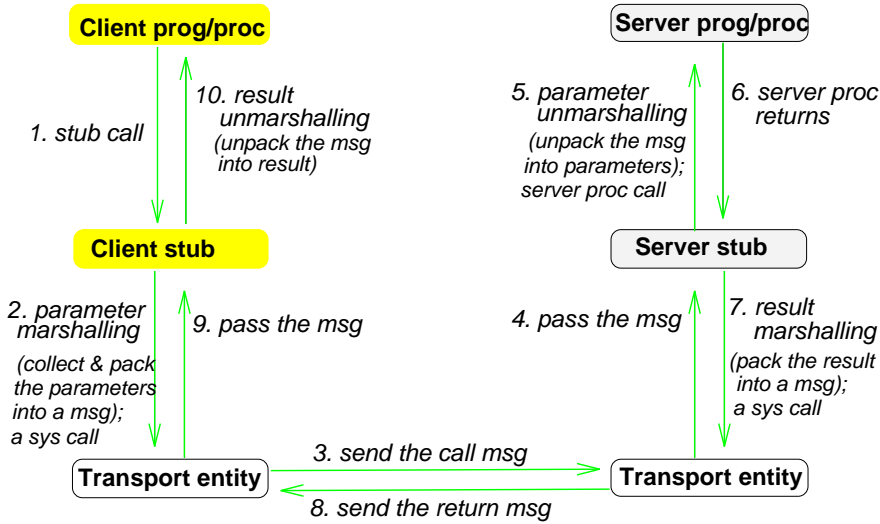 Client prog/proc
Server prog/proc
1. stub call
10. result
unmarshalling
(unpack the msg
into result)
5. parameter
unmarshalling
(unpack the msg
into parameters);
server proc call
6. server proc
returns
Client stub
Server stub
2. parameter
marshalling
(collect & pack
the parameters
into a msg);
a sys call
9. pass the msg
4. pass the msg
7. result
marshalling
(pack the result
into a msg);
a sys call
3. send the call msg
Transport entity
Transport entity
8. send the return msg